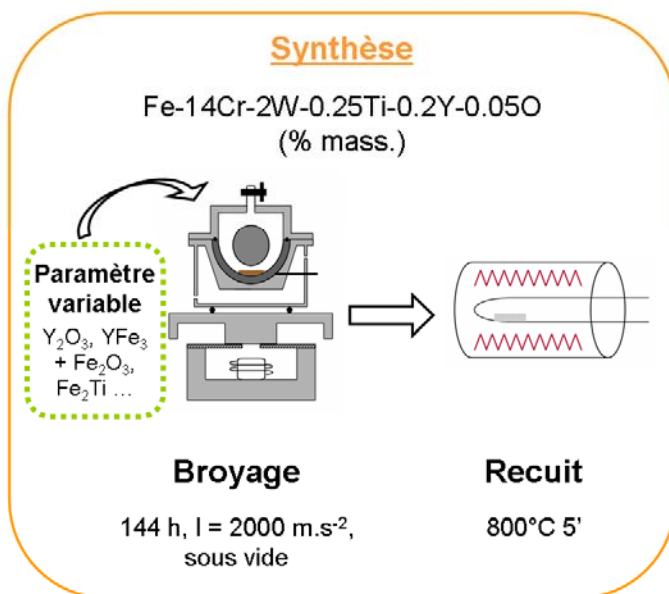 Synthèse
Fe-14Cr-2W-0.25Ti-0.2Y-0.05O
(% mass.)
Paramètre
variable
Y₂O₃, YFe₃
+ Fe₂O₃,
Fe₂Ti ...
Broyage
144 h, I = 2000 m.s⁻²,
sous vide
Recuit
800°C 5'